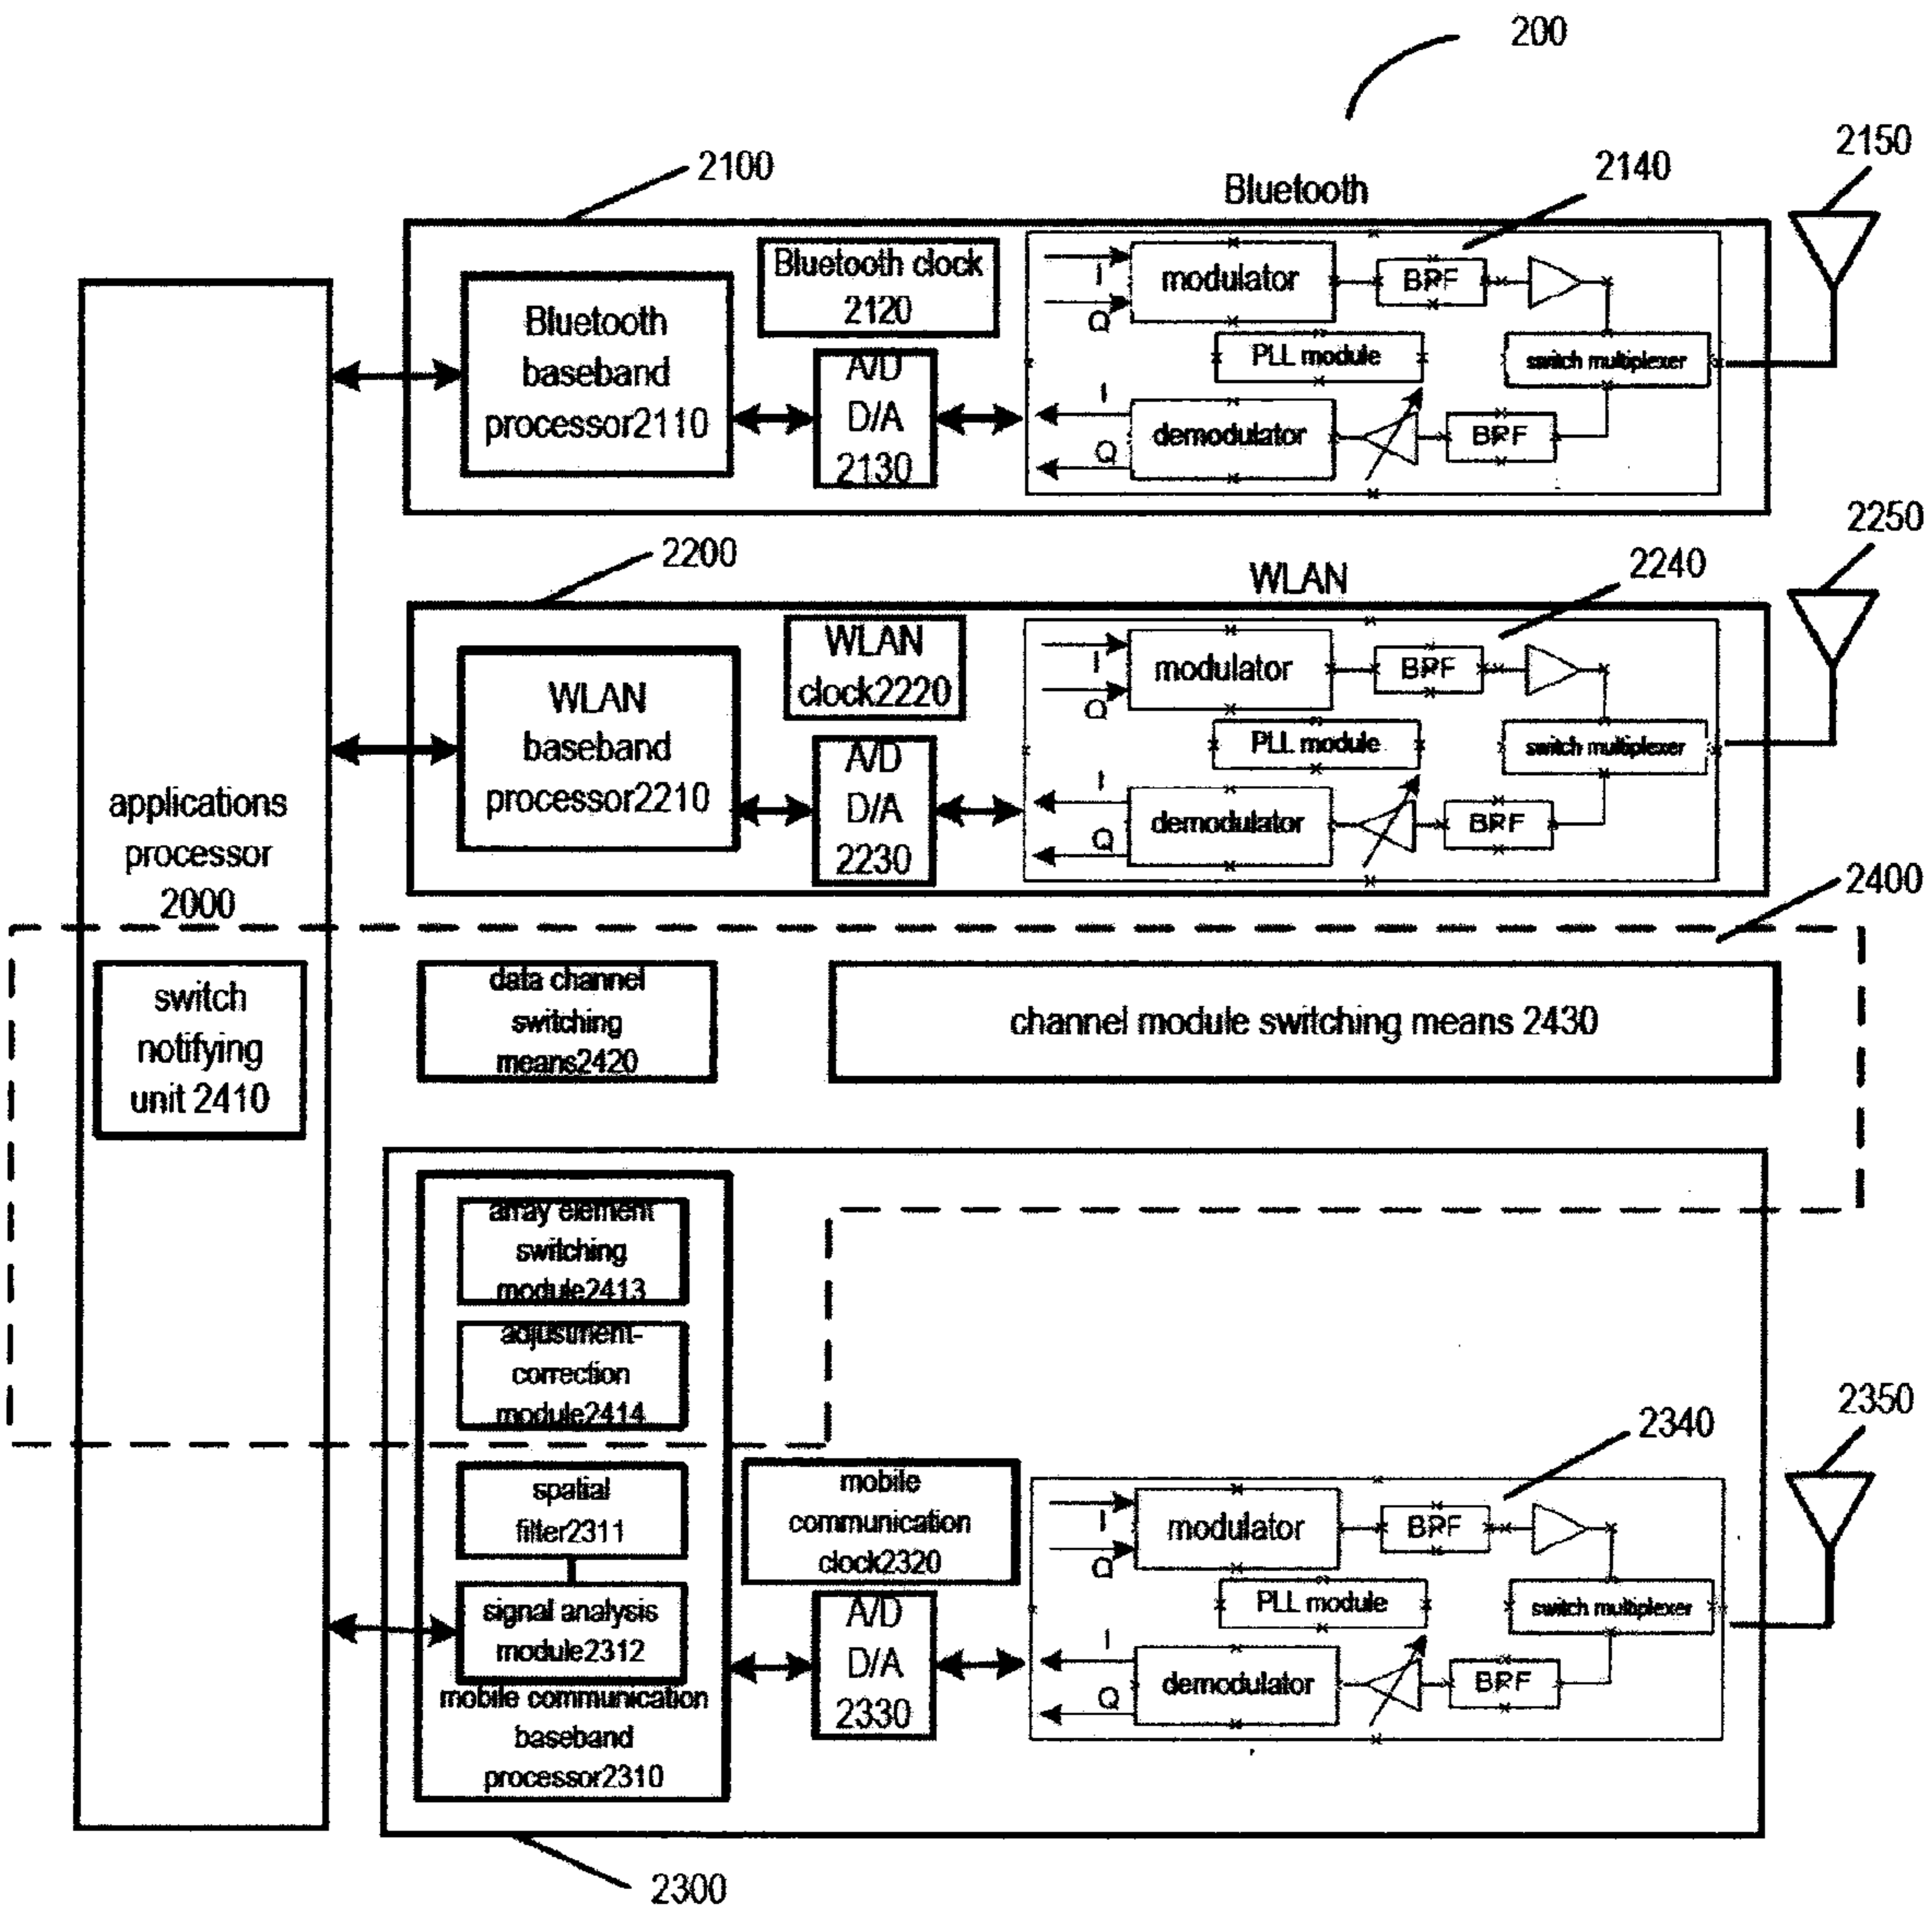 200
2150
2100
2140
Bluetooth
Bluetooth clock
2120
I
Q
modulator
BPF
Bluetooth
baseband
processor2110
A/D
D/A
2130
PLL module
switch multiplexer
I
Q
demodulator
BPF
2250
2200
WLAN
2240
WLAN
clock2220
I
Q
modulator
BPF
WLAN
baseband
processor2210
A/D
D/A
2230
PLL module
switch multiplexer
I
Q
demodulator
BPF
applications
processor
2000
2400
switch
notifying
unit 2410
data channel
switching
means2420
channel module switching means 2430
array element
switching
module2413
adjustment-
correction
module2414
2350
2340
spatial
filter2311
mobile
communication
clock2320
I
Q
modulator
BPF
signal analysis
module2312
A/D
D/A
2330
PLL module
switch multiplexer
I
Q
demodulator
BPF
mobile communication
baseband
processor2310
2300